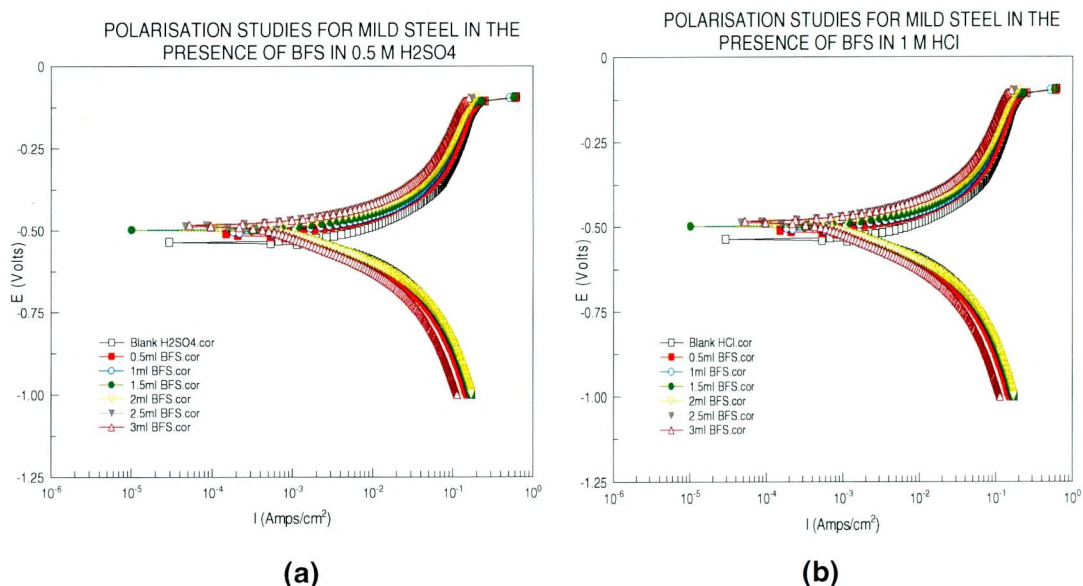 POLARISATION STUDIES FOR MILD STEEL IN THE
PRESENCE OF BFS IN 0.5 M H2SO4
0
-0.25
-0.50
-0.75
-1.00
-1.25
E (Volts)
Blank H2SO4.cor
0.5ml BFS.cor
1ml BFS.cor
1.5ml BFS.cor
2ml BFS.cor
2.5ml BFS.cor
3ml BFS.cor
10-6 10-5 10-4 10-3 10-2 10-1 100
I (Amps/cm2)
(a)
POLARISATION STUDIES FOR MILD STEEL IN THE
PRESENCE OF BFS IN 1 M HCl
0
-0.25
-0.50
-0.75
-1.00
-1.25
E (Volts)
Blank HCl.cor
0.5ml BFS.cor
1ml BFS.cor
1.5ml BFS.cor
2ml BFS.cor
2.5ml BFS.cor
3ml BFS.cor
10-6 10-5 10-4 10-3 10-2 10-1 100
I (Amps/cm2)
(b)